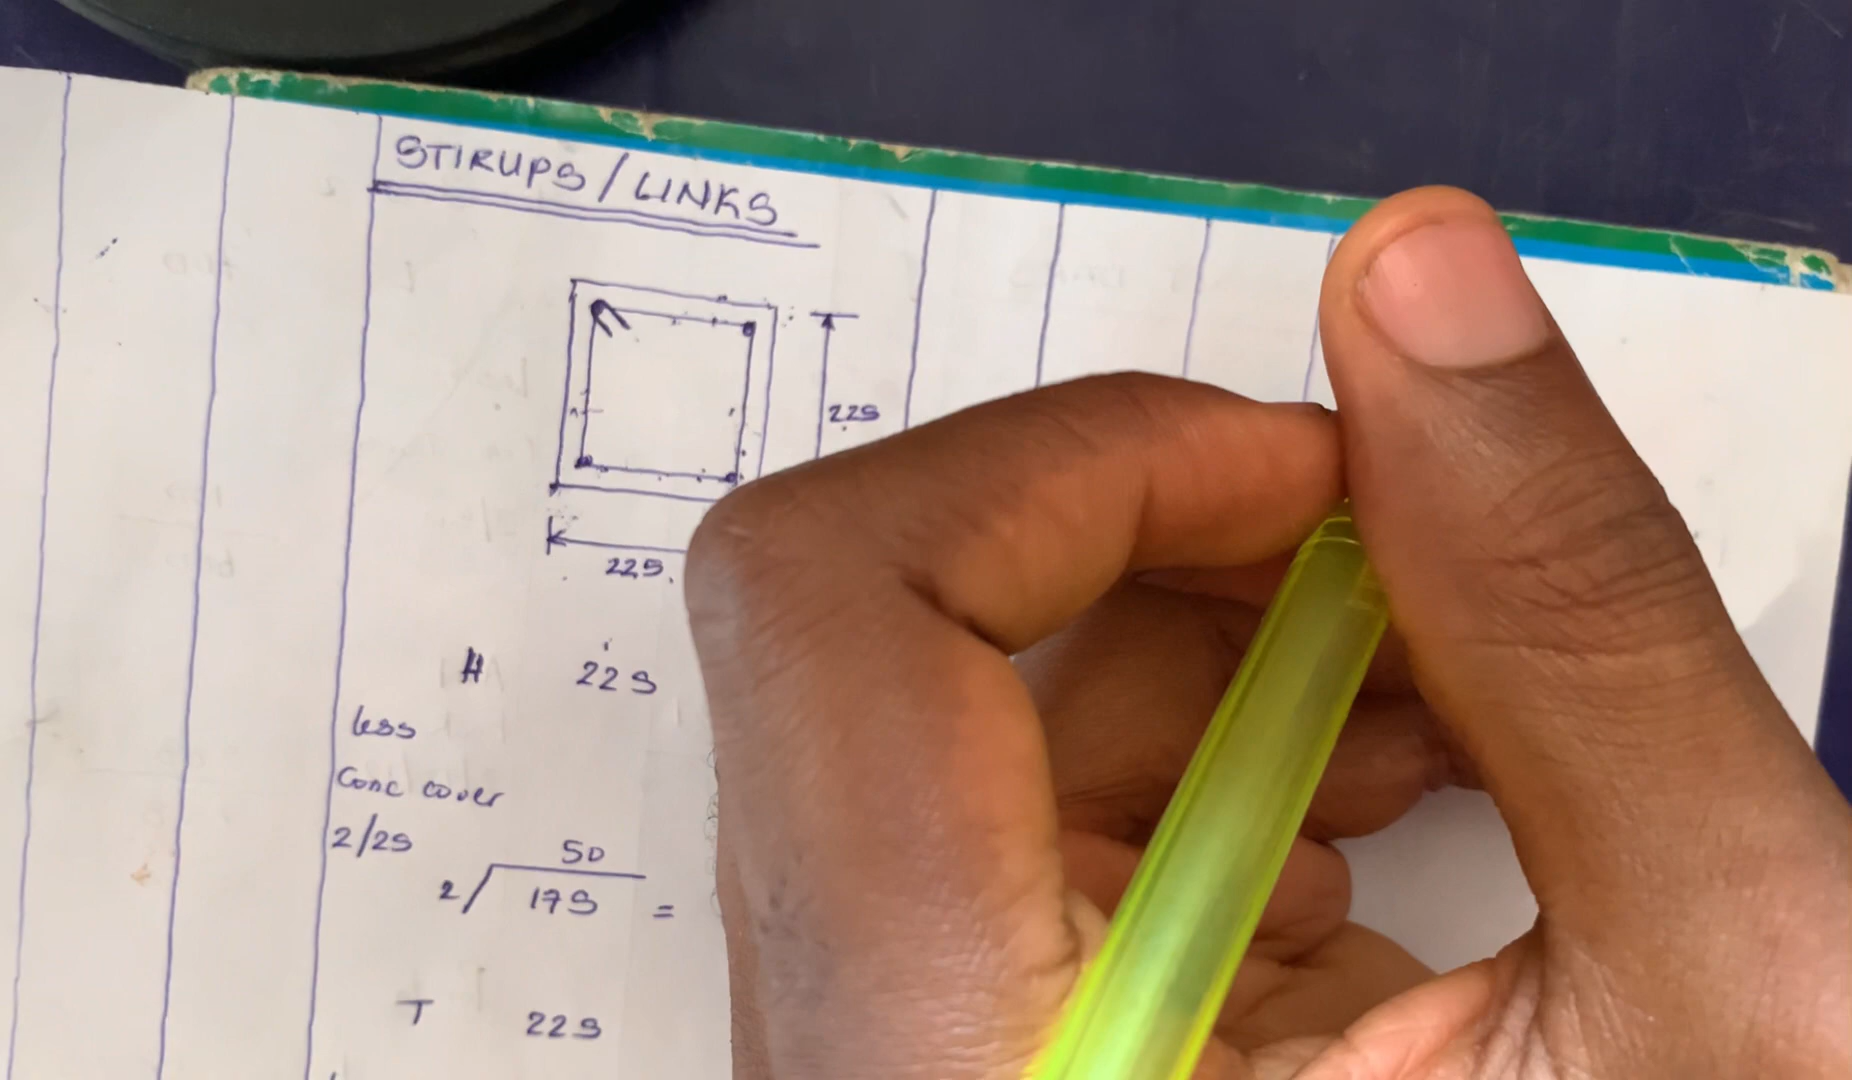 STIRUPS / LINKS
225
225.
H 225
less
Conc cover
2/25 50
2/ 175 =
T 225